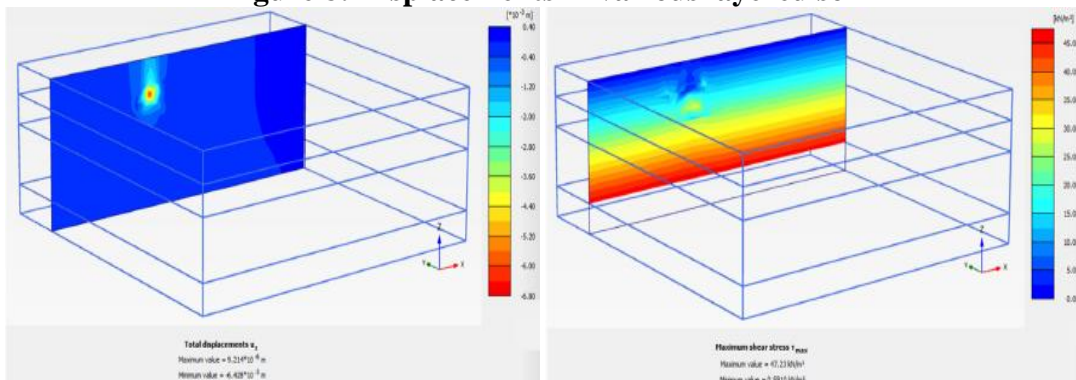 [*10⁻³ m]
0.40
-0.40
-1.20
-2.00
-2.80
-3.60
-4.40
-5.20
-6.00
-6.80
Z
Y
X
Total displacements u_z
Maximum value = 9.214*10⁻⁶ m
Minimum value = -6.428*10⁻³ m
[kN/m²]
45.0
40.0
35.0
30.0
25.0
20.0
15.0
10.0
5.0
0.0
Z
Y
X
Maximum shear stress τ_max
Maximum value = 47.23 kN/m²